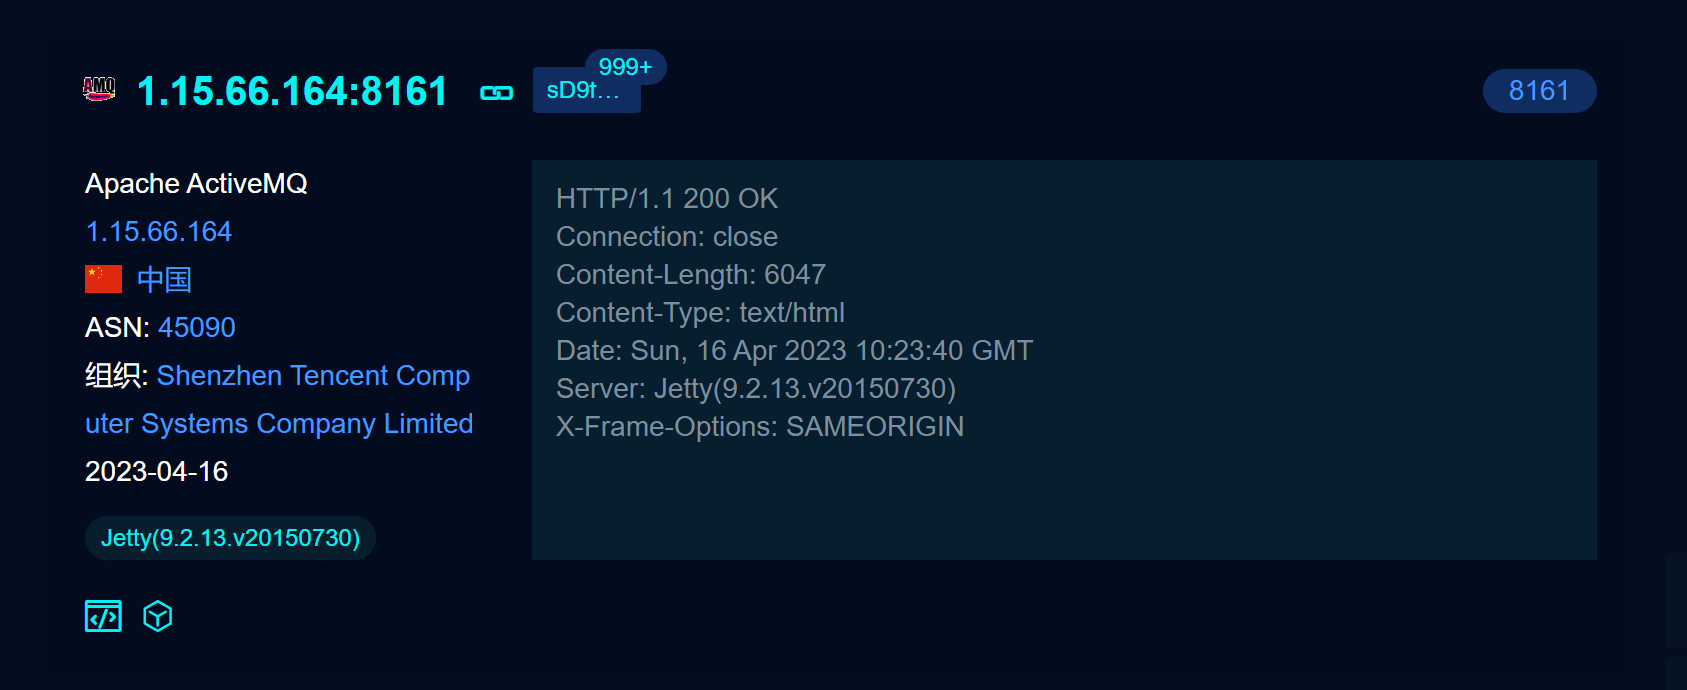 AMQ
1.15.66.164:8161
999+
sD9t...
8161
Apache ActiveMQ
1.15.66.164
中国
ASN: 45090
组织: Shenzhen Tencent Comp
uter Systems Company Limited
2023-04-16
Jetty(9.2.13.v20150730)
HTTP/1.1 200 OK
Connection: close
Content-Length: 6047
Content-Type: text/html
Date: Sun, 16 Apr 2023 10:23:40 GMT
Server: Jetty(9.2.13.v20150730)
X-Frame-Options: SAMEORIGIN